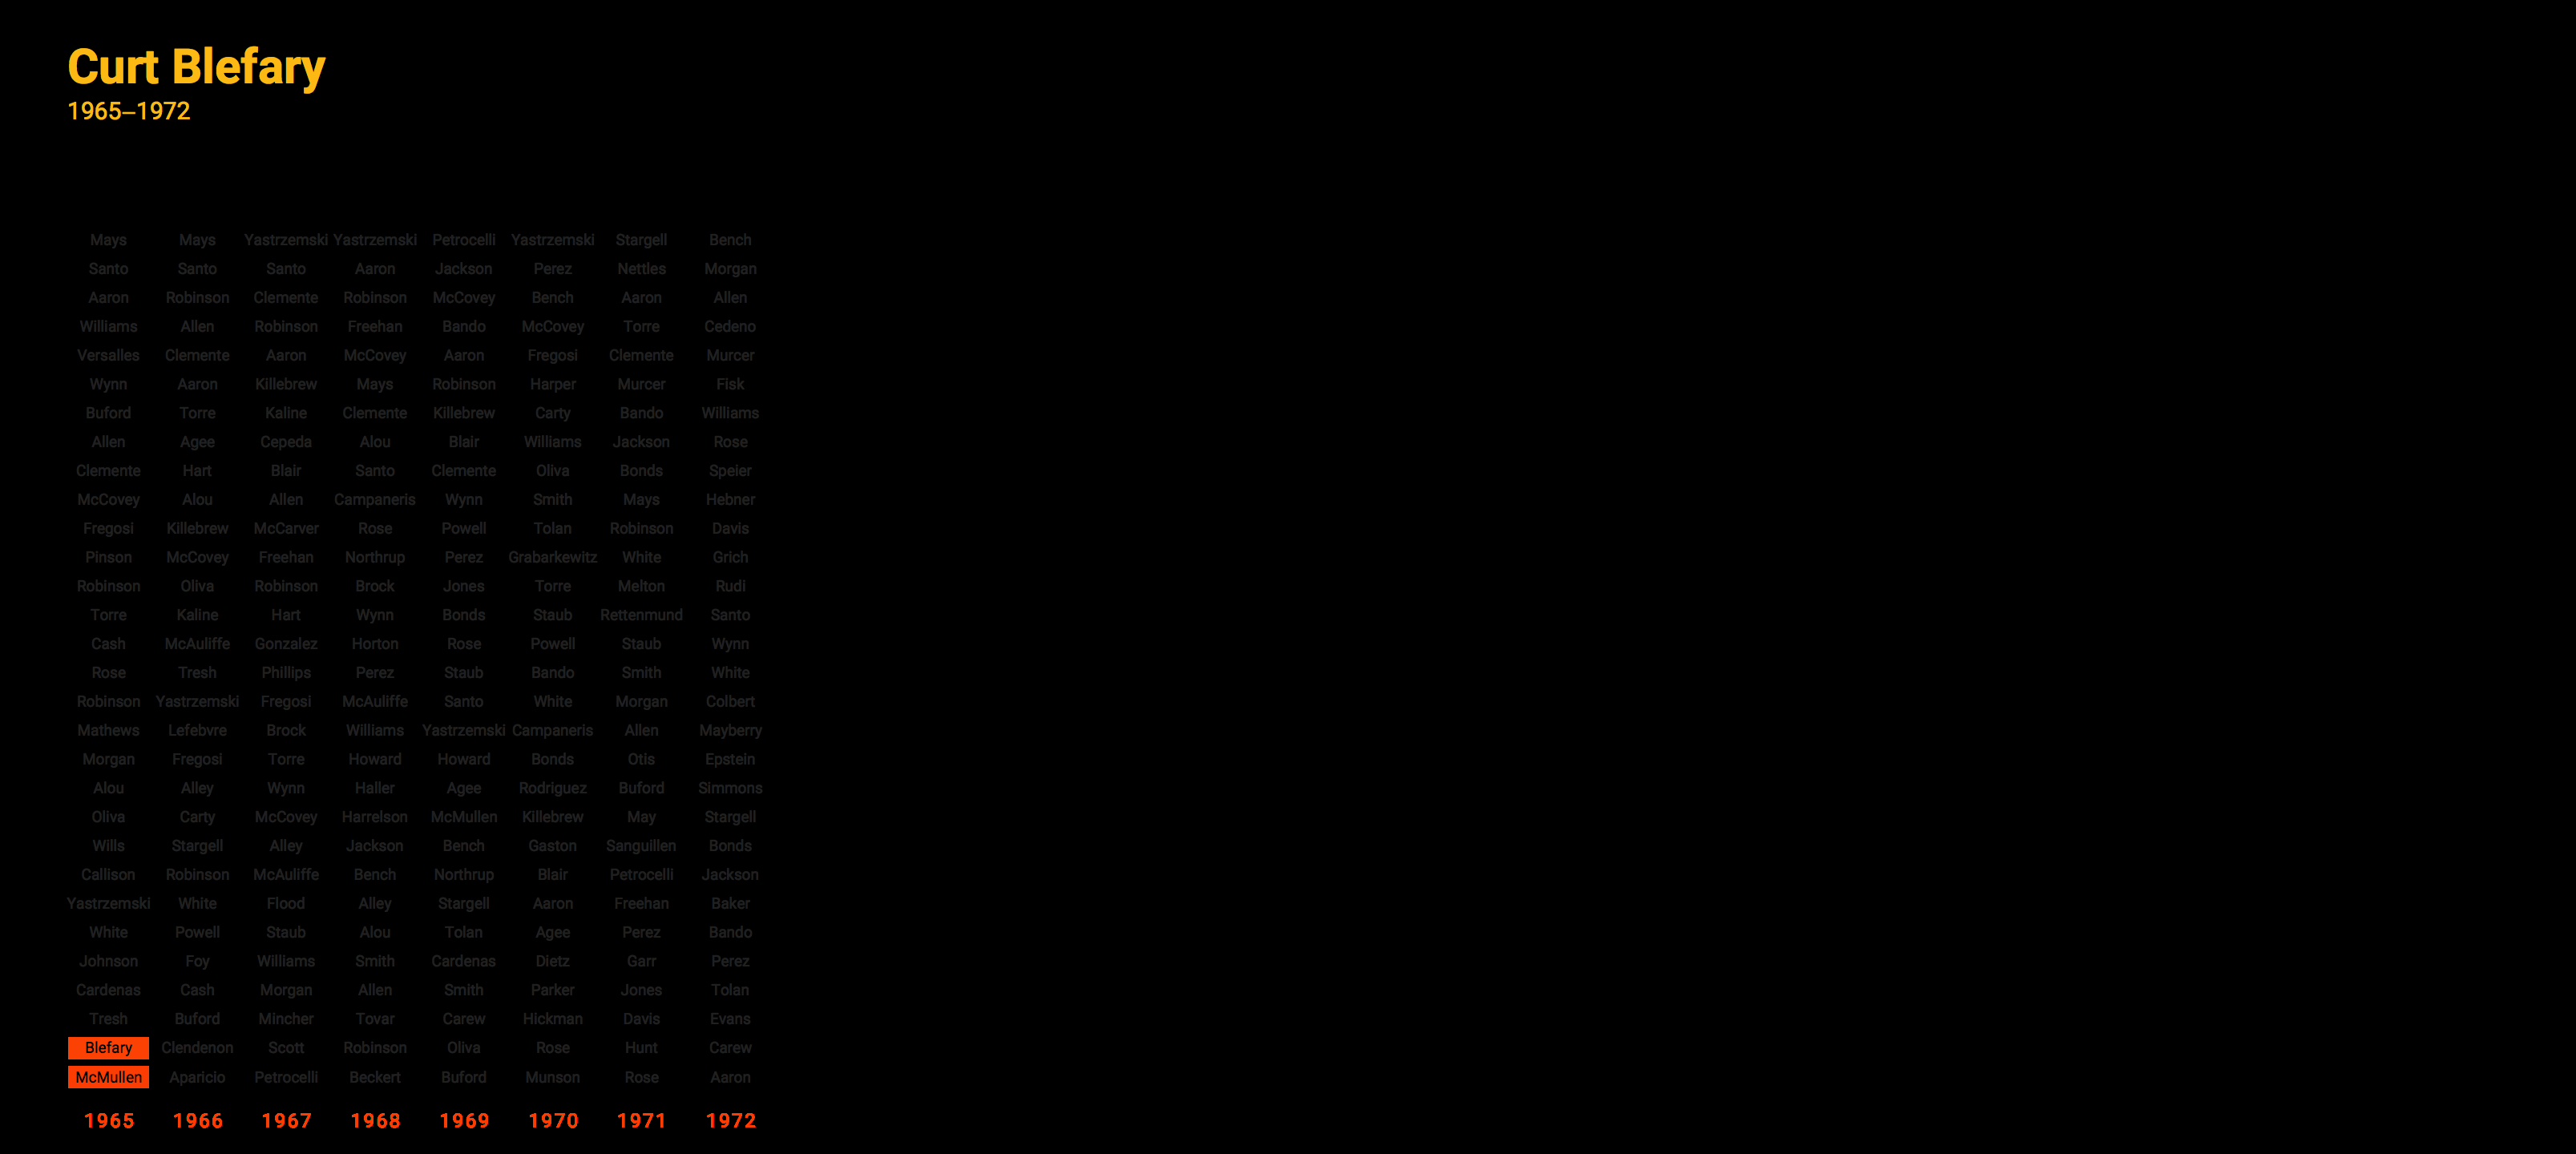 Curt Blefary
1965–1972
Mays Mays Yastrzemski Yastrzemski Petrocelli Yastrzemski Stargell Bench
Santo Santo Santo Aaron Jackson Perez Nettles Morgan
Aaron Robinson Clemente Robinson McCovey Bench Aaron Allen
Williams Allen Robinson Freehan Bando McCovey Torre Cedeno
Versalles Clemente Aaron McCovey Aaron Fregosi Clemente Murcer
Wynn Aaron Killebrew Mays Robinson Harper Murcer Fisk
Buford Torre Kaline Clemente Killebrew Carty Bando Williams
Allen Agee Cepeda Alou Blair Williams Jackson Rose
Clemente Hart Blair Santo Clemente Oliva Bonds Speier
McCovey Alou Allen Campaneris Wynn Smith Mays Hebner
Fregosi Killebrew McCarver Rose Powell Tolan Robinson Davis
Pinson McCovey Freehan Northrup Perez Grabarkewitz White Grich
Robinson Oliva Robinson Brock Jones Torre Melton Rudi
Torre Kaline Hart Wynn Bonds Staub Rettenmund Santo
Cash McAuliffe Gonzalez Horton Rose Powell Staub Wynn
Rose Tresh Phillips Perez Staub Bando Smith White
Robinson Yastrzemski Fregosi McAuliffe Santo White Morgan Colbert
Mathews Lefebvre Brock Williams Yastrzemski Campaneris Allen Mayberry
Morgan Fregosi Torre Howard Howard Bonds Otis Epstein
Alou Alley Wynn Haller Agee Rodriguez Buford Simmons
Oliva Carty McCovey Harrelson McMullen Killebrew May Stargell
Wills Stargell Alley Jackson Bench Gaston Sanguillen Bonds
Callison Robinson McAuliffe Bench Northrup Blair Petrocelli Jackson
Yastrzemski White Flood Alley Stargell Aaron Freehan Baker
White Powell Staub Alou Tolan Agee Perez Bando
Johnson Foy Williams Smith Cardenas Dietz Garr Perez
Cardenas Cash Morgan Allen Smith Parker Jones Tolan
Tresh Buford Mincher Tovar Carew Hickman Davis Evans
Blefary Clendenon Scott Robinson Oliva Rose Hunt Carew
McMullen Aparicio Petrocelli Beckert Buford Munson Rose Aaron
1965 1966 1967 1968 1969 1970 1971 1972